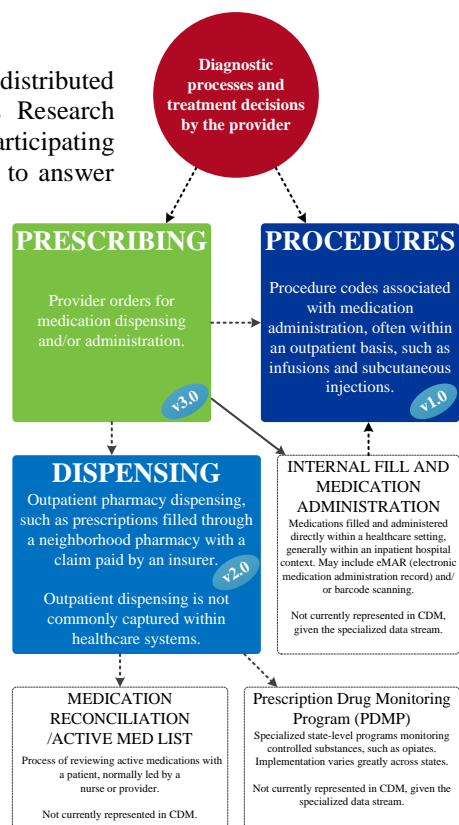 distributed
Research
articipating
to answer
Diagnostic
processes and
treatment decisions
by the provider
PRESCRIBING
Provider orders for
medication dispensing
and/or administration.
v3.0
PROCEDURES
Procedure codes associated
with medication
administration, often within
an outpatient basis, such as
infusions and subcutaneous
injections.
v1.0
DISPENSING
Outpatient pharmacy dispensing,
such as prescriptions filled through
a neighborhood pharmacy with a
claim paid by an insurer.
v2.0
Outpatient dispensing is not
commonly captured within
healthcare systems.
INTERNAL FILL AND
MEDICATION
ADMINISTRATION
Medications filled and administered
directly within a healthcare setting,
generally within an inpatient hospital
context. May include eMAR (electronic
medication administration record) and/
or barcode scanning.
Not currently represented in CDM,
given the specialized data stream.
MEDICATION
RECONCILIATION
/ACTIVE MED LIST
Process of reviewing active medications with
a patient, normally led by a
nurse or provider.
Not currently represented in CDM.
Prescription Drug Monitoring
Program (PDMP)
Specialized state-level programs monitoring
controlled substances, such as opiates.
Implementation varies greatly across states.
Not currently represented in CDM, given the
specialized data stream.